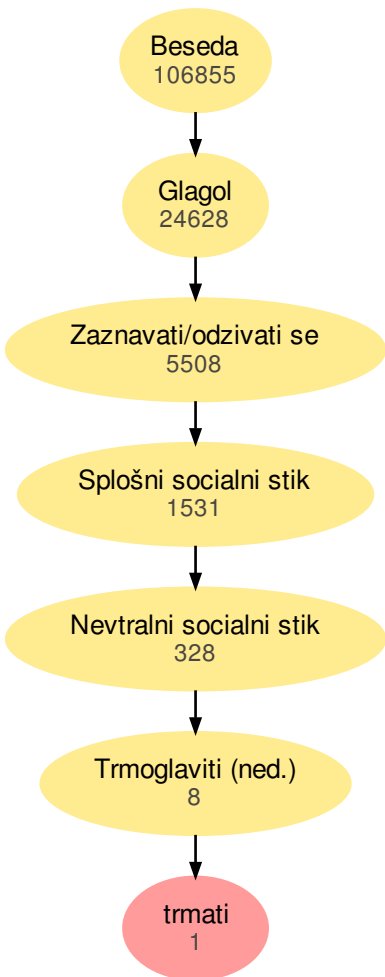 Beseda
106855
Glagol
24628
Zaznavati/odzivati se
5508
Splošni socialni stik
1531
Nevtralni socialni stik
328
Trmoglaviti (ned.)
8
trmati
1